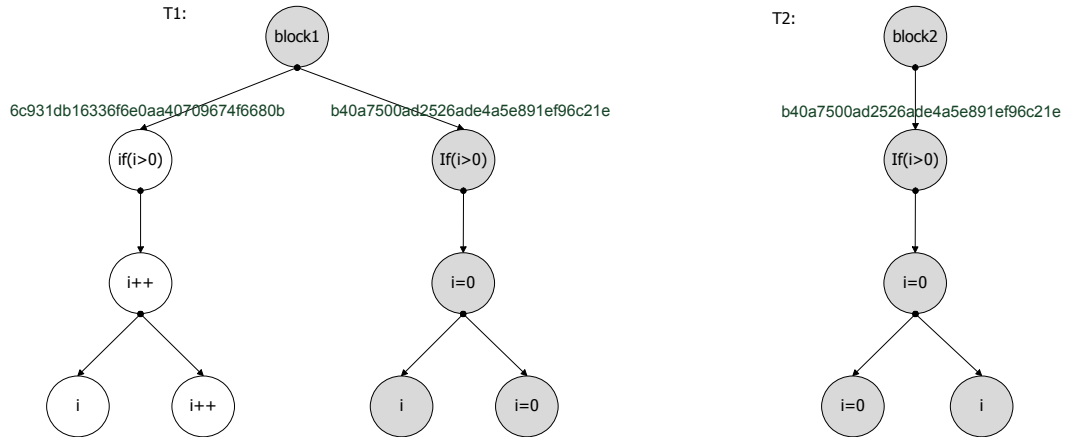 T1:
block1
T2:
block2
6c931db16336f6e0aa40709674f6680b
b40a7500ad2526ade4a5e891ef96c21e
b40a7500ad2526ade4a5e891ef96c21e
if(i>0)
If(i>0)
If(i>0)
i++
i=0
i=0
i
i++
i
i=0
i=0
i